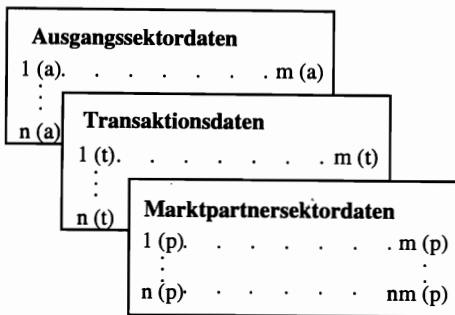 Ausgangssektordaten
1 (a). . . . . . . m (a)
n (a)
Transaktionsdaten
1 (t). . . . . . . m (t)
n (t)
Marktpartnersektordaten
1 (p). . . . . . . m (p)
n (p). . . . . . nm (p)